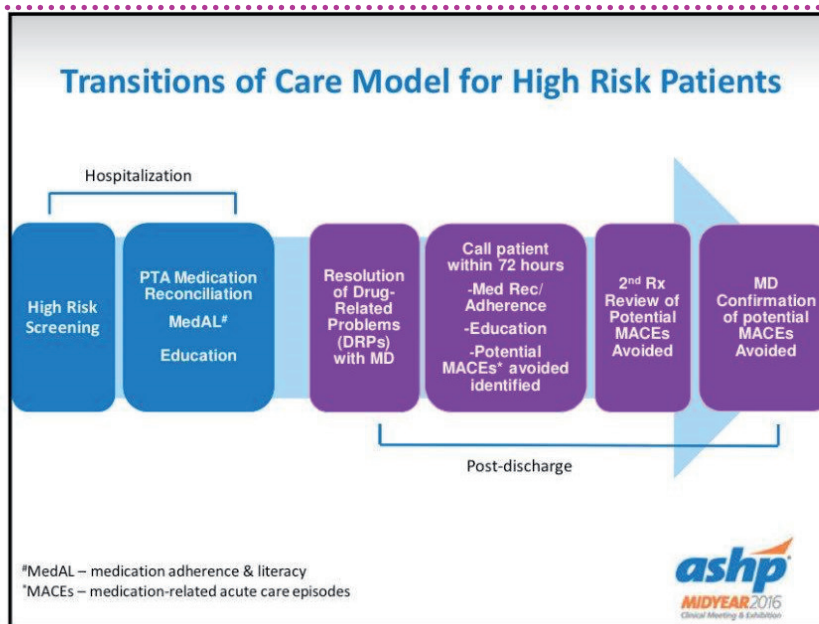 Transitions of Care Model for High Risk Patients
Hospitalization
High Risk
Screening
PTA Medication
Reconciliation
MedAL#
Education
Resolution
of Drug-
Related
Problems
(DRPs)
with MD
Call patient
within 72 hours
-Med Rec/
Adherence
-Education
-Potential
MACEs* avoided
identified
2nd Rx
Review of
Potential
MACEs
Avoided
MD
Confirmation
of potential
MACEs
Avoided
Post-discharge
#MedAL – medication adherence & literacy
*MACEs – medication-related acute care episodes
ashp
MIDYEAR2016
Clinical Meeting & Exhibition